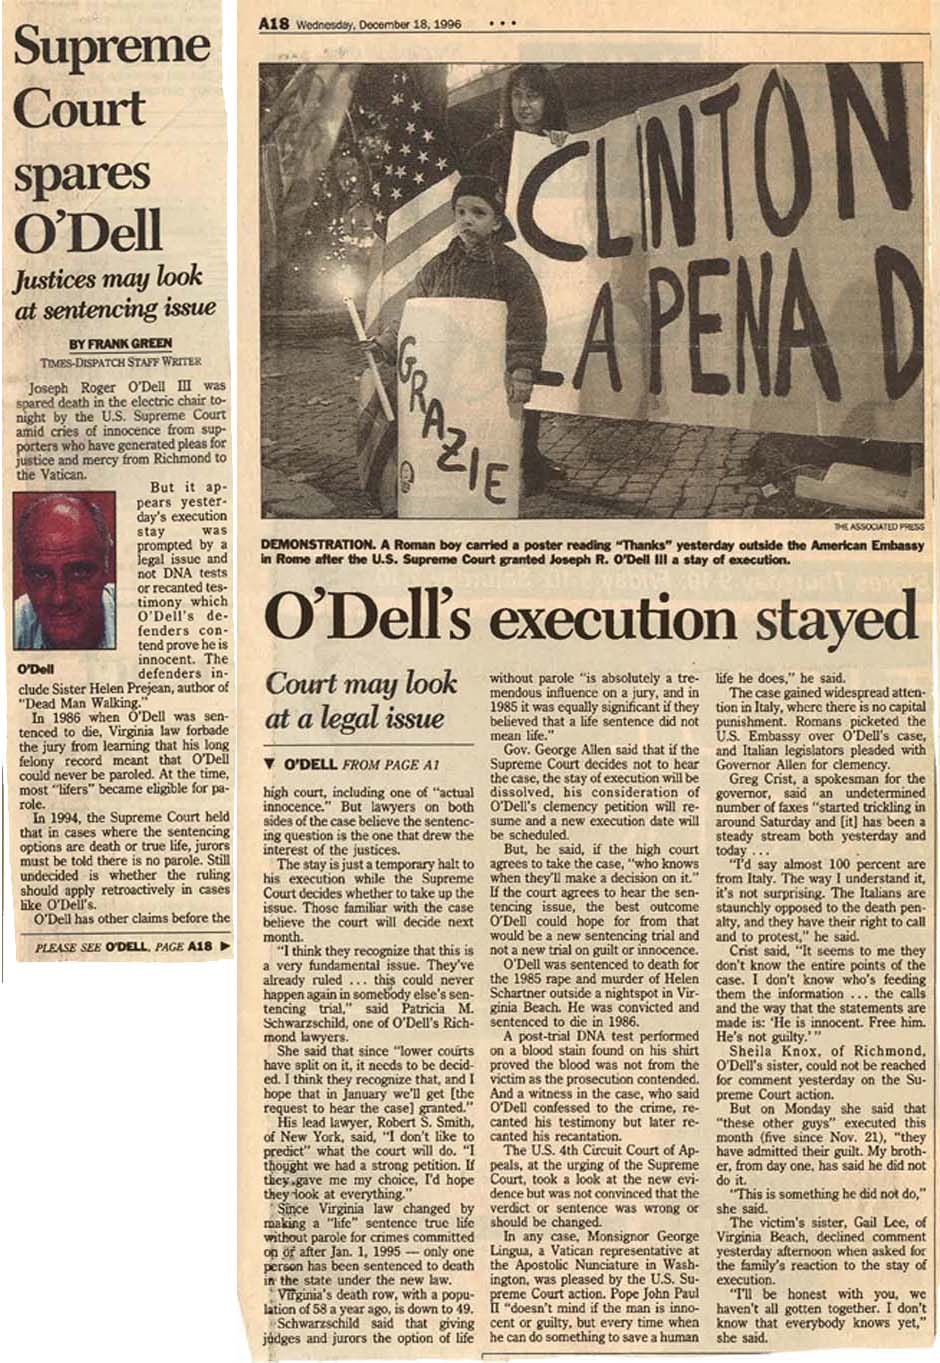 Supreme
Court
spares
O'Dell
Justices may look
at sentencing issue
BY FRANK GREEN
TIMES-DISPATCH STAFF WRITER
Joseph Roger O'Dell III was
spared death in the electric chair to-
night by the U.S. Supreme Court
amid cries of innocence from sup-
porters who have generated pleas for
justice and mercy from Richmond to
the Vatican.
But it ap-
pears yester-
day's execution
stay was
prompted by a
legal issue and
not DNA tests
or recanted tes-
timony which
O'Dell's de-
fenders con-
tend prove he is
innocent. The
defenders in-
O'Dell
clude Sister Helen Prejean, author of
"Dead Man Walking."
In 1986 when O'Dell was sen-
tenced to die, Virginia law forbade
the jury from learning that his long
felony record meant that O'Dell
could never be paroled. At the time,
most "lifers" became eligible for pa-
role.
In 1994, the Supreme Court held
that in cases where the sentencing
options are death or true life, jurors
must be told there is no parole. Still
undecided is whether the ruling
should apply retroactively in cases
like O'Dell's.
O'Dell has other claims before the
PLEASE SEE O'DELL, PAGE A18 ►
A18 Wednesday, December 18, 1996 • • •
CLINTON
LA PENA D
GRAZIE
THE ASSOCIATED PRESS
DEMONSTRATION. A Roman boy carried a poster reading "Thanks" yesterday outside the American Embassy
in Rome after the U.S. Supreme Court granted Joseph R. O'Dell III a stay of execution.
O'Dell's execution stayed
Court may look
at a legal issue
▼ O'DELL FROM PAGE A1
high court, including one of "actual
innocence." But lawyers on both
sides of the case believe the sentenc-
ing question is the one that drew the
interest of the justices.
The stay is just a temporary halt to
his execution while the Supreme
Court decides whether to take up the
issue. Those familiar with the case
believe the court will decide next
month.
"I think they recognize that this is
a very fundamental issue. They've
already ruled . . . this could never
happen again in somebody else's sen-
tencing trial," said Patricia M.
Schwarzschild, one of O'Dell's Rich-
mond lawyers.
She said that since "lower courts
have split on it, it needs to be decid-
ed. I think they recognize that, and I
hope that in January we'll get [the
request to hear the case] granted."
His lead lawyer, Robert S. Smith,
of New York, said, "I don't like to
predict" what the court will do. "I
thought we had a strong petition. If
they gave me my choice, I'd hope
they look at everything."
Since Virginia law changed by
making a "life" sentence true life
without parole for crimes committed
on or after Jan. 1, 1995 — only one
person has been sentenced to death
in the state under the new law.
Virginia's death row, with a popu-
lation of 58 a year ago, is down to 49.
Schwarzschild said that giving
judges and jurors the option of life
without parole "is absolutely a tre-
mendous influence on a jury, and in
1985 it was equally significant if they
believed that a life sentence did not
mean life."
Gov. George Allen said that if the
Supreme Court decides not to hear
the case, the stay of execution will be
dissolved, his consideration of
O'Dell's clemency petition will re-
sume and a new execution date will
be scheduled.
But, he said, if the high court
agrees to take the case, "who knows
when they'll make a decision on it."
If the court agrees to hear the sen-
tencing issue, the best outcome
O'Dell could hope for from that
would be a new sentencing trial and
not a new trial on guilt or innocence.
O'Dell was sentenced to death for
the 1985 rape and murder of Helen
Schartner outside a nightspot in Vir-
ginia Beach. He was convicted and
sentenced to die in 1986.
A post-trial DNA test performed
on a blood stain found on his shirt
proved the blood was not from the
victim as the prosecution contended.
And a witness in the case, who said
O'Dell confessed to the crime, re-
canted his testimony but later re-
canted his recantation.
The U.S. 4th Circuit Court of Ap-
peals, at the urging of the Supreme
Court, took a look at the new evi-
dence but was not convinced that the
verdict or sentence was wrong or
should be changed.
In any case, Monsignor George
Lingua, a Vatican representative at
the Apostolic Nunciature in Wash-
ington, was pleased by the U.S. Su-
preme Court action. Pope John Paul
II "doesn't mind if the man is inno-
cent or guilty, but every time when
he can do something to save a human
life he does," he said.
The case gained widespread atten-
tion in Italy, where there is no capital
punishment. Romans picketed the
U.S. Embassy over O'Dell's case,
and Italian legislators pleaded with
Governor Allen for clemency.
Greg Crist, a spokesman for the
governor, said an undetermined
number of faxes "started trickling in
around Saturday and [it] has been a
steady stream both yesterday and
today . . .
"I'd say almost 100 percent are
from Italy. The way I understand it,
it's not surprising. The Italians are
staunchly opposed to the death pen-
alty, and they have their right to call
and to protest," he said.
Crist said, "It seems to me they
don't know the entire points of the
case. I don't know who's feeding
them the information . . . the calls
and the way that the statements are
made is: 'He is innocent. Free him.
He's not guilty.' "
Sheila Knox, of Richmond,
O'Dell's sister, could not be reached
for comment yesterday on the Su-
preme Court action.
But on Monday she said that
"these other guys" executed this
month (five since Nov. 21), "they
have admitted their guilt. My broth-
er, from day one, has said he did not
do it.
"This is something he did not do,"
she said.
The victim's sister, Gail Lee, of
Virginia Beach, declined comment
yesterday afternoon when asked for
the family's reaction to the stay of
execution.
"I'll be honest with you, we
haven't all gotten together. I don't
know that everybody knows yet,"
she said.